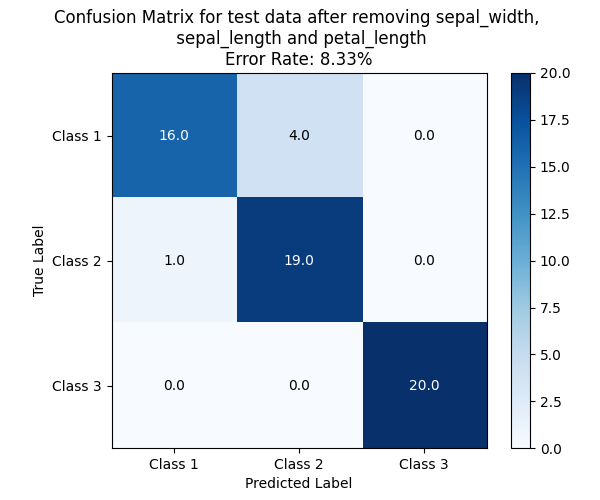 Confusion Matrix for test data after removing sepal_width,
sepal_length and petal_length
Error Rate: 8.33%
True Label
Class 1
16.0
4.0
0.0
Class 2
1.0
19.0
0.0
Class 3
0.0
0.0
20.0
Class 1
Class 2
Class 3
Predicted Label
20.0
17.5
15.0
12.5
10.0
7.5
5.0
2.5
0.0